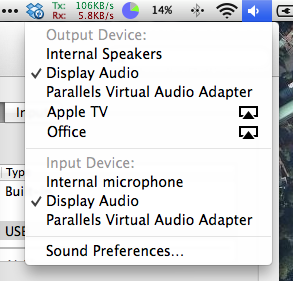 Tx: 106KB/s
Rx: 5.8KB/s
14%
Output Device:
Internal Speakers
✓ Display Audio
Parallels Virtual Audio Adapter
Apple TV
Office
Input Device:
Internal microphone
✓ Display Audio
Parallels Virtual Audio Adapter
Sound Preferences...
In
Typ
Bui
USE